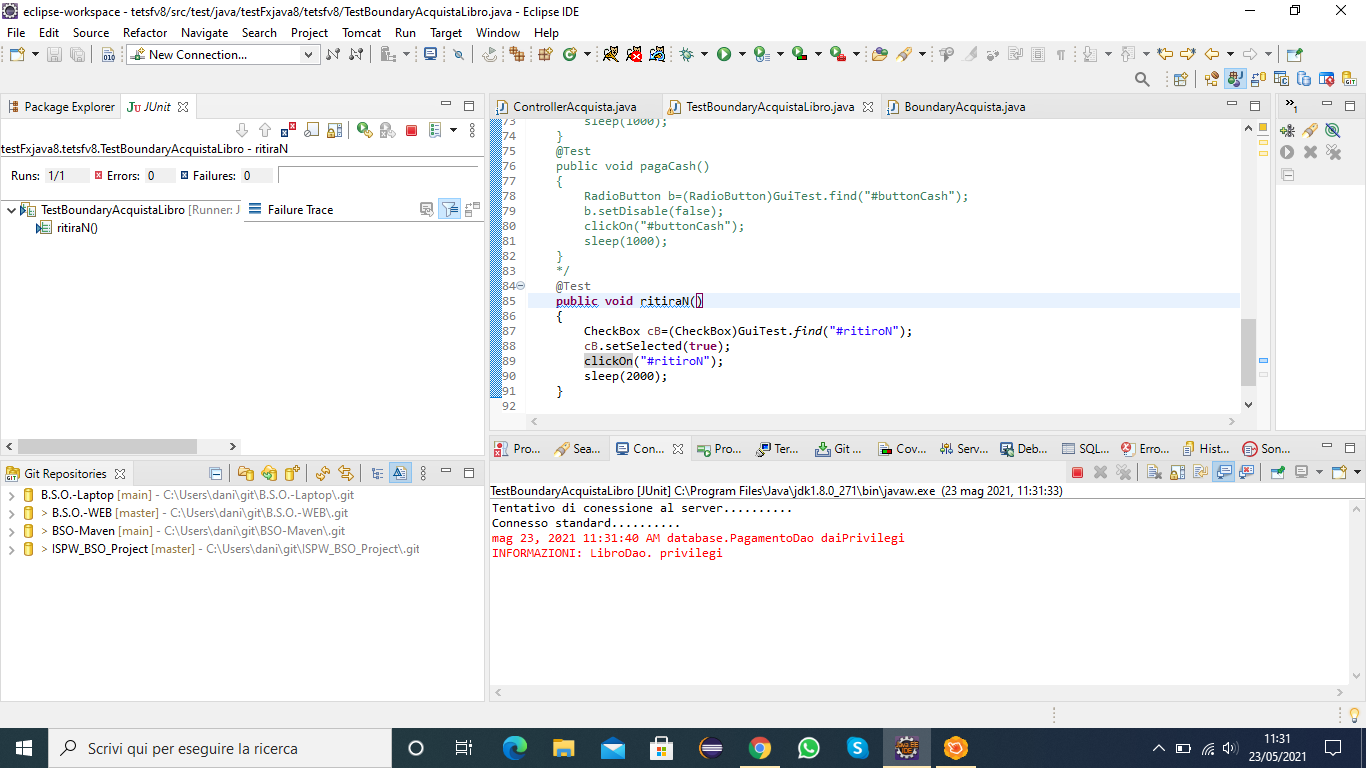 eclipse-workspace - tetsfv8/src/test/java/testFxjava8/tetsfv8/TestBoundaryAcquistaLibro.java - Eclipse IDE
File Edit Source Refactor Navigate Search Project Tomcat Run Target Window Help
New Connection...
Package Explorer JUnit
ControllerAcquista.java TestBoundaryAcquistaLibro.java BoundaryAcquista.java
testFxjava8.tetsfv8.TestBoundaryAcquistaLibro - ritiraN
Runs: 1/1 Errors: 0 Failures: 0
TestBoundaryAcquistaLibro [Runner: J Failure Trace
ritiraN()
73 sleep(1000);
74 }
75 @Test
76 public void pagaCash()
77 {
78 RadioButton b=(RadioButton)GuiTest.find("#buttonCash");
79 b.setDisable(false);
80 clickOn("#buttonCash");
81 sleep(1000);
82 }
83 */
84 @Test
85 public void ritiraN()
86 {
87 CheckBox cB=(CheckBox)GuiTest.find("#ritiroN");
88 cB.setSelected(true);
89 clickOn("#ritiroN");
90 sleep(2000);
91 }
92
Git Repositories
B.S.O.-Laptop [main] - C:\Users\dani\git\B.S.O.-Laptop\.git
> B.S.O.-WEB [master] - C:\Users\dani\git\B.S.O.-WEB\.git
> BSO-Maven [main] - C:\Users\dani\git\BSO-Maven\.git
> ISPW_BSO_Project [master] - C:\Users\dani\git\ISPW_BSO_Project\.git
Pro... Sea... Con... Pro... Ter... Git ... Cov... Serv... Deb... SQL... Erro... Hist... Son...
TestBoundaryAcquistaLibro [JUnit] C:\Program Files\Java\jdk1.8.0_271\bin\javaw.exe (23 mag 2021, 11:31:33)
Tentativo di conessione al server..........
Connesso standard..........
mag 23, 2021 11:31:40 AM database.PagamentoDao daiPrivilegi
INFORMAZIONI: LibroDao. privilegi
Scrivi qui per eseguire la ricerca
11:31
23/05/2021